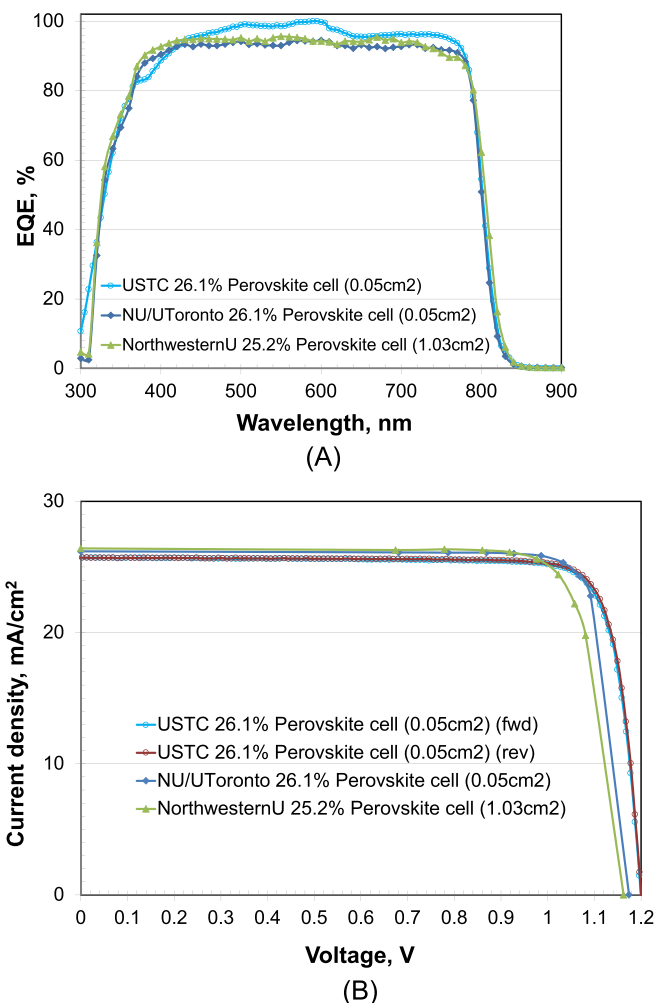 100
80
60
40
20
0
EQE, %
USTC 26.1% Perovskite cell (0.05cm2)
NU/UToronto 26.1% Perovskite cell (0.05cm2)
NorthwesternU 25.2% Perovskite cell (1.03cm2)
300 400 500 600 700 800 900
Wavelength, nm
(A)
30
20
10
0
Current density, mA/cm²
USTC 26.1% Perovskite cell (0.05cm2) (fwd)
USTC 26.1% Perovskite cell (0.05cm2) (rev)
NU/UToronto 26.1% Perovskite cell (0.05cm2)
NorthwesternU 25.2% Perovskite cell (1.03cm2)
0 0.1 0.2 0.3 0.4 0.5 0.6 0.7 0.8 0.9 1 1.1 1.2
Voltage, V
(B)